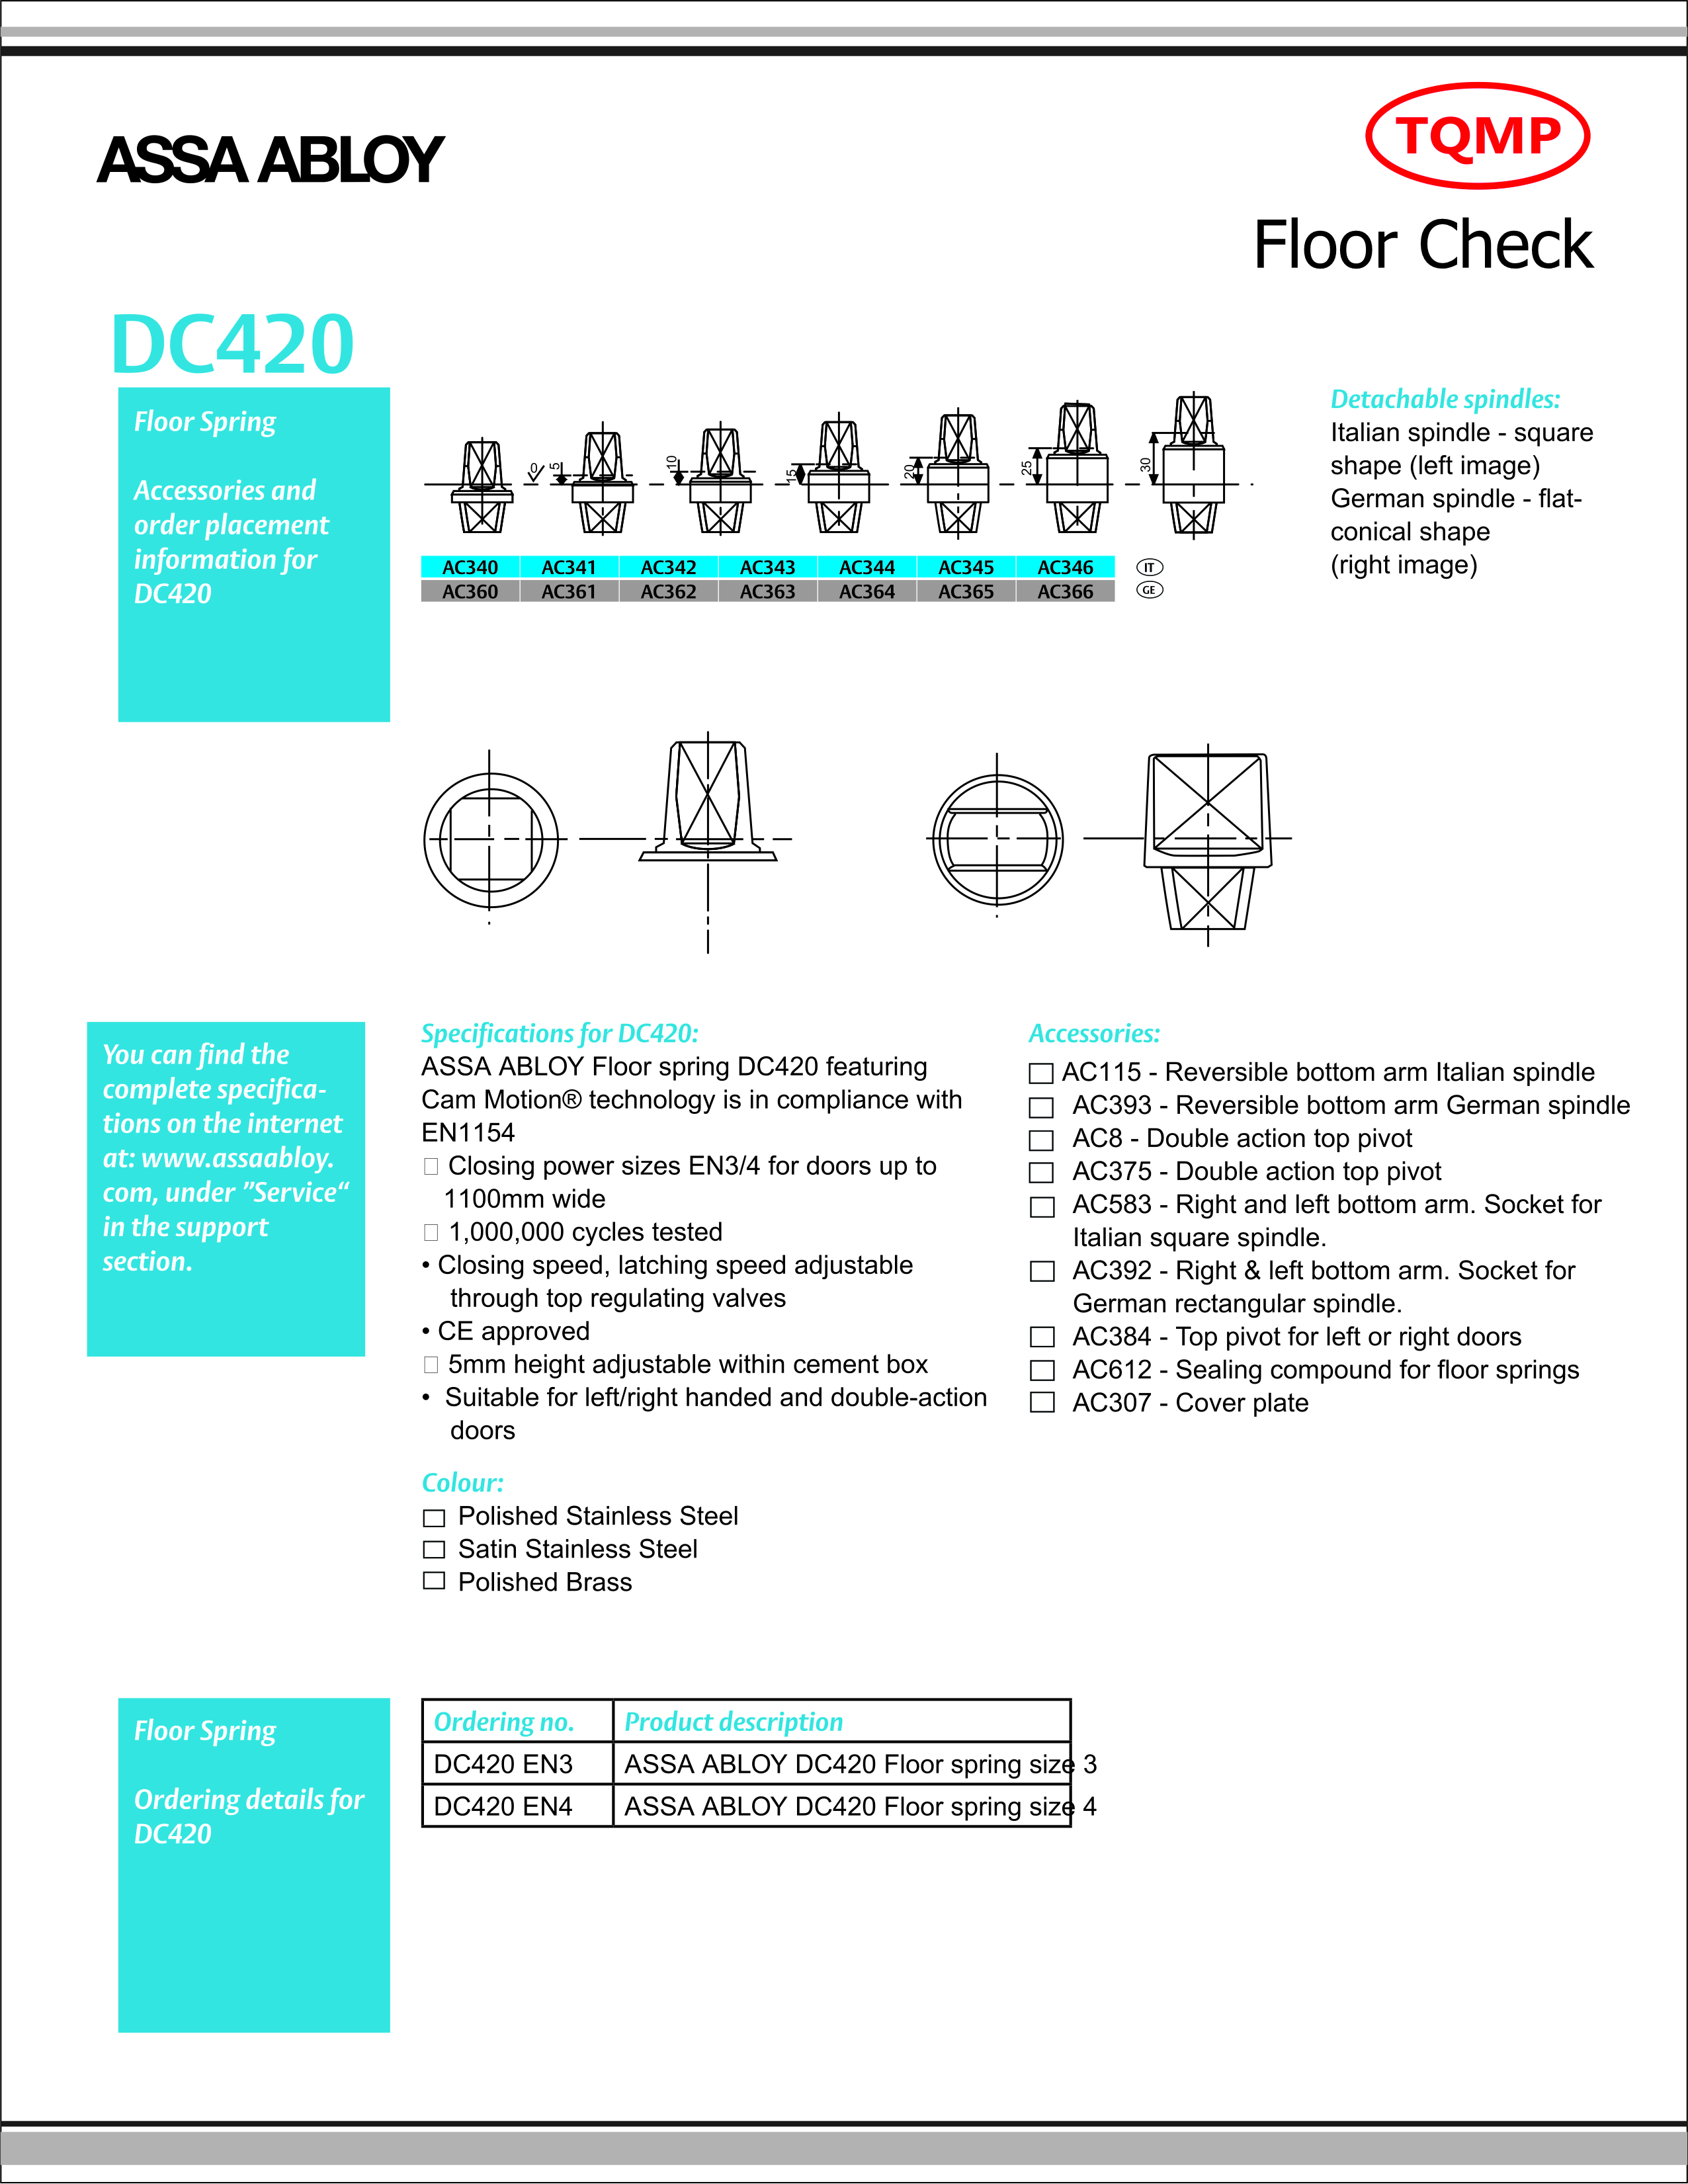 ASSA ABLOY
TQMP
Floor Check
DC420
Floor Spring
Accessories and
order placement
information for
DC420
0
5
10
15
20
25
30
AC340 AC341 AC342 AC343 AC344 AC345 AC346 IT
AC360 AC361 AC362 AC363 AC364 AC365 AC366 GE
Detachable spindles:
Italian spindle - square
shape (left image)
German spindle - flat-
conical shape
(right image)
You can find the
complete specifica-
tions on the internet
at: www.assaabloy.
com, under ”Service“
in the support
section.
Specifications for DC420:
ASSA ABLOY Floor spring DC420 featuring
Cam Motion® technology is in compliance with
EN1154
Closing power sizes EN3/4 for doors up to
1100mm wide
1,000,000 cycles tested
• Closing speed, latching speed adjustable
through top regulating valves
• CE approved
5mm height adjustable within cement box
• Suitable for left/right handed and double-action
doors
Colour:
Polished Stainless Steel
Satin Stainless Steel
Polished Brass
Accessories:
AC115 - Reversible bottom arm Italian spindle
AC393 - Reversible bottom arm German spindle
AC8 - Double action top pivot
AC375 - Double action top pivot
AC583 - Right and left bottom arm. Socket for
Italian square spindle.
AC392 - Right & left bottom arm. Socket for
German rectangular spindle.
AC384 - Top pivot for left or right doors
AC612 - Sealing compound for floor springs
AC307 - Cover plate
Floor Spring
Ordering details for
DC420
Ordering no. Product description
DC420 EN3 ASSA ABLOY DC420 Floor spring size 3
DC420 EN4 ASSA ABLOY DC420 Floor spring size 4